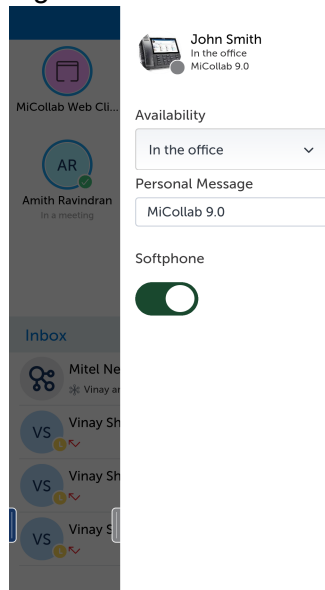 MiCollab Web Cli...
AR
Amith Ravindran
In a meeting
Inbox
Mitel Ne
Vinay ar
VS
Vinay Sh
VS
Vinay Sh
VS
Vinay S
John Smith
In the office
MiCollab 9.0
Availability
In the office
Personal Message
MiCollab 9.0
Softphone